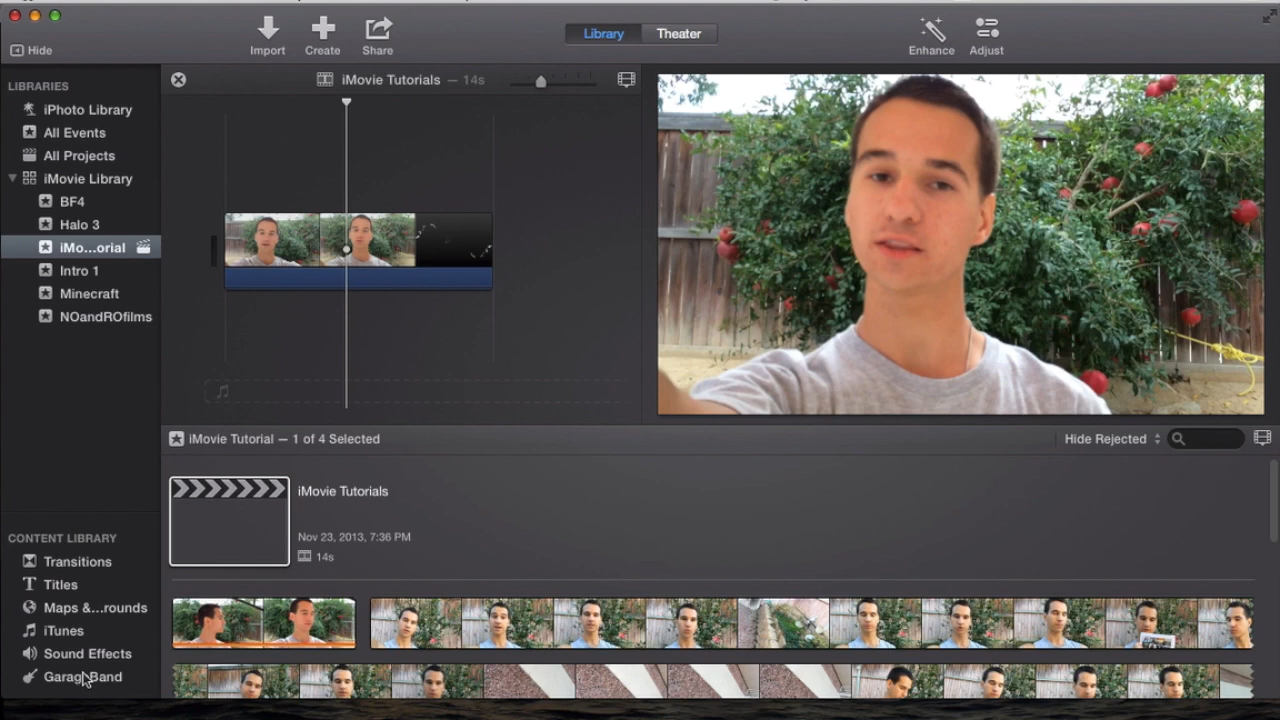 Import
Create
Share
Library
Theater
Enhance
Adjust
Hide
LIBRARIES
iPhoto Library
All Events
All Projects
iMovie Library
BF4
Halo 3
iMo...orial
Intro 1
Minecraft
NOandROfilms
iMovie Tutorials — 14s
iMovie Tutorial — 1 of 4 Selected
Hide Rejected
iMovie Tutorials
Nov 23, 2013, 7:36 PM
14s
CONTENT LIBRARY
Transitions
Titles
Maps &...rounds
iTunes
Sound Effects
GarageBand